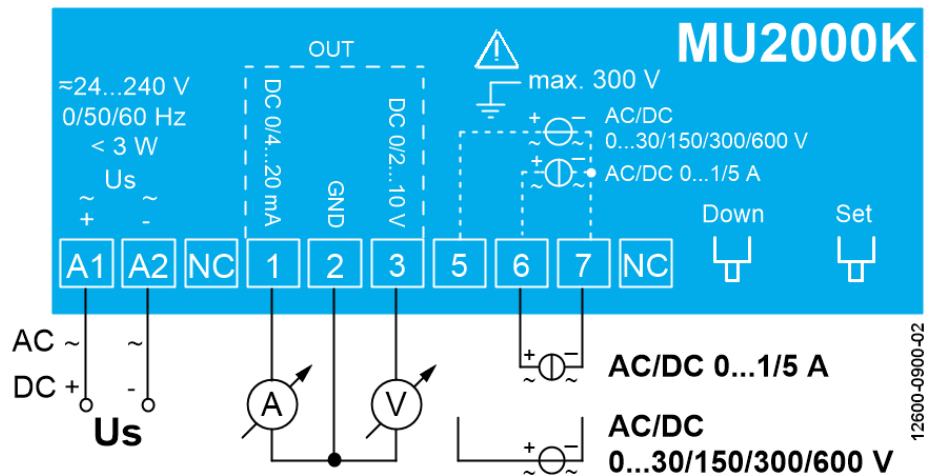 MU2000K
OUT
≂24...240 V
0/50/60 Hz
< 3 W
Us
~ ~
+ -
DC 0/4...20 mA
GND
DC 0/2...10 V
max. 300 V
+ −
~ ~
AC/DC
0...30/150/300/600 V
+ −
~ ~
AC/DC 0...1/5 A
Down
Set
A1 A2 NC 1 2 3 5 6 7 NC
AC ~ ~
DC + -
Us
A
V
+ −
~ ~
AC/DC 0...1/5 A
+ −
~ ~
AC/DC
0...30/150/300/600 V
12600-0900-02